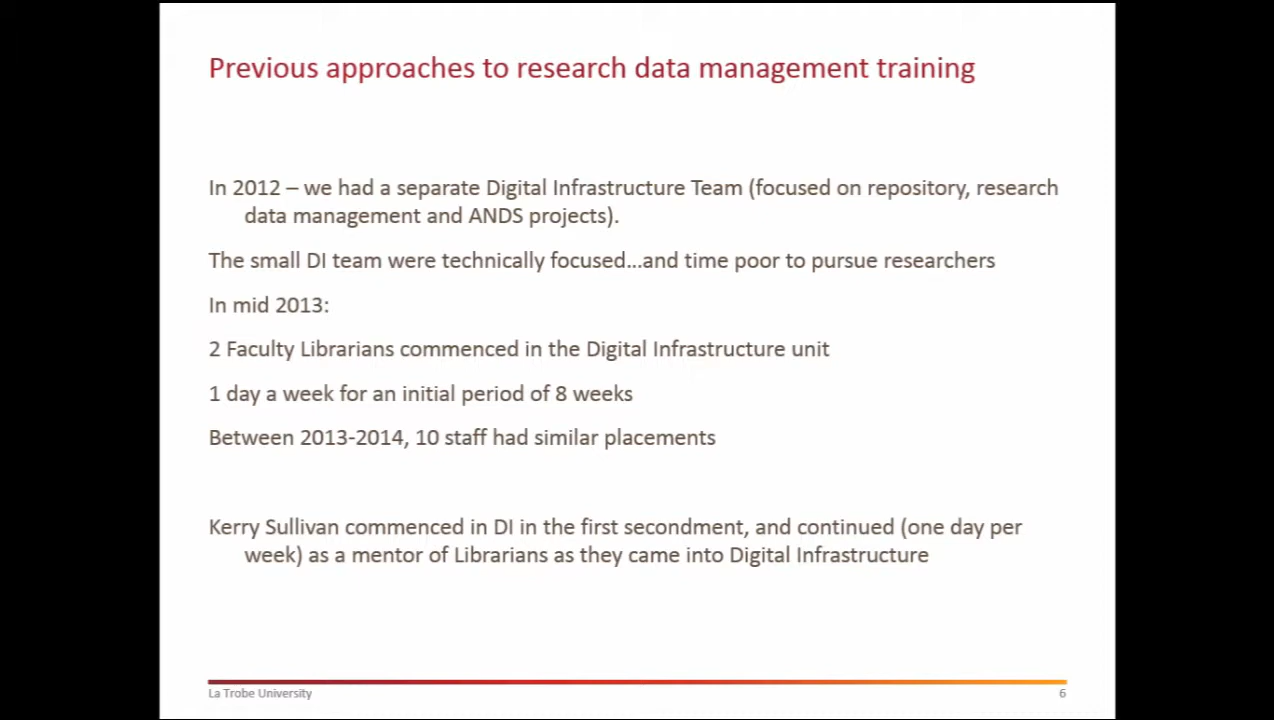 Previous approaches to research data management training
In 2012 – we had a separate Digital Infrastructure Team (focused on repository, research
data management and ANDS projects).
The small DI team were technically focused...and time poor to pursue researchers
In mid 2013:
2 Faculty Librarians commenced in the Digital Infrastructure unit
1 day a week for an initial period of 8 weeks
Between 2013-2014, 10 staff had similar placements
Kerry Sullivan commenced in DI in the first secondment, and continued (one day per
week) as a mentor of Librarians as they came into Digital Infrastructure
La Trobe University
6